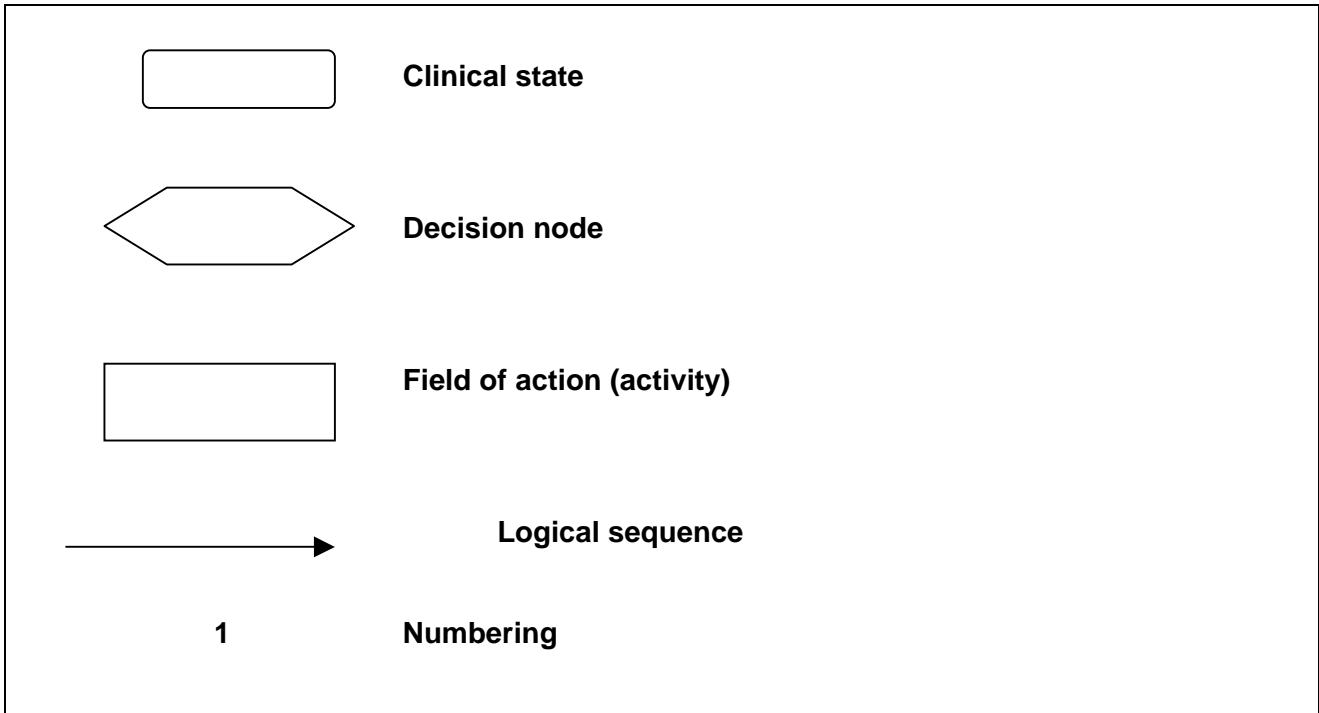 Clinical state
Decision node
Field of action (activity)
Logical sequence
1 Numbering